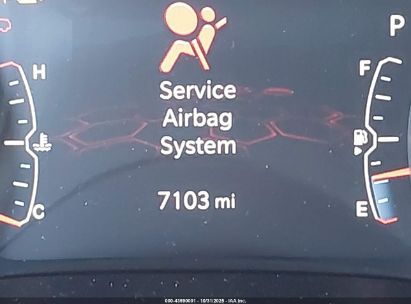 P
H
F
Service
Airbag
System
C
E
7103 mi